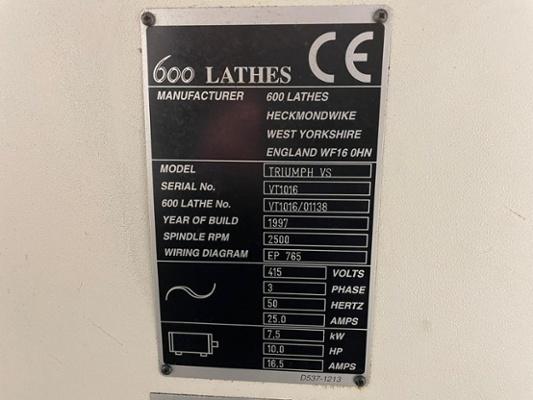 600 LATHES CE
MANUFACTURER 600 LATHES
HECKMONDWIKE
WEST YORKSHIRE
ENGLAND WF16 0HN
MODEL TRIUMPH VS
SERIAL No. VT1016
600 LATHE No. VT1016/01138
YEAR OF BUILD 1997
SPINDLE RPM 2500
WIRING DIAGRAM EP 765
415 VOLTS
3 PHASE
50 HERTZ
25.0 AMPS
7.5 kW
10.0 HP
16.5 AMPS
D537-1213